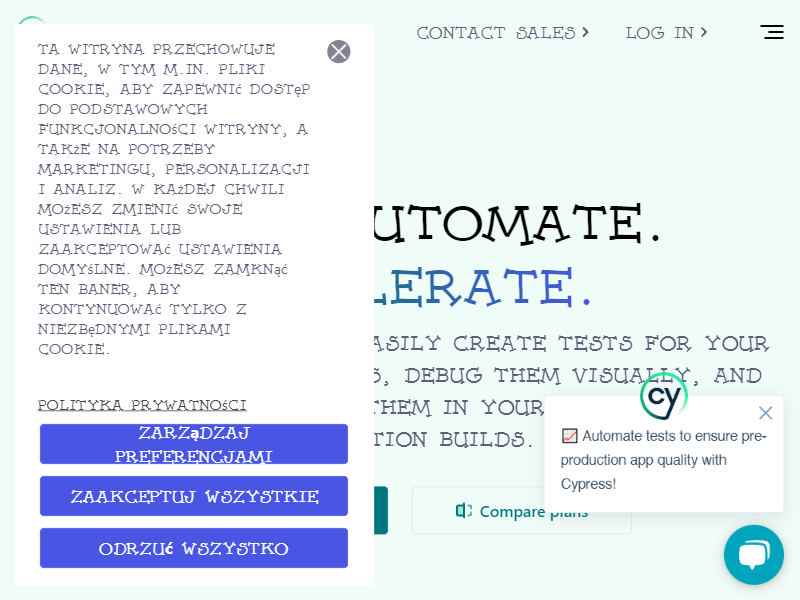 CONTACT SALES
LOG IN
TA WITRYNA PRZECHOWUJE
DANE, W TYM M.IN. PLIKI
COOKIE, ABY ZAPEWNIĆ DOSTĘP
DO PODSTAWOWYCH
FUNKCJONALNOŚCI WITRYNY, A
TAKŻE NA POTRZEBY
MARKETINGU, PERSONALIZACJI
I ANALIZ. W KAŻDEJ CHWILI
MOŻESZ ZMIENIĆ SWOJE
USTAWIENIA LUB
ZAAKCEPTOWAĆ USTAWIENIA
DOMYŚLNE. MOŻESZ ZAMKNĄĆ
TEN BANER, ABY
KONTYNUOWAĆ TYLKO Z
NIEZBĘDNYMI PLIKAMI
COOKIE.
POLITYKA PRYWATNOŚCI
ZARZĄDZAJ
PREFERENCJAMI
ZAAKCEPTUJ WSZYSTKIE
ODRZUĆ WSZYSTKO
UTOMATE.
LERATE.
ASILY CREATE TESTS FOR YOUR
S, DEBUG THEM VISUALLY, AND
THEM IN YOUR
TION BUILDS.
Compare plans
cy
Automate tests to ensure pre-
production app quality with
Cypress!